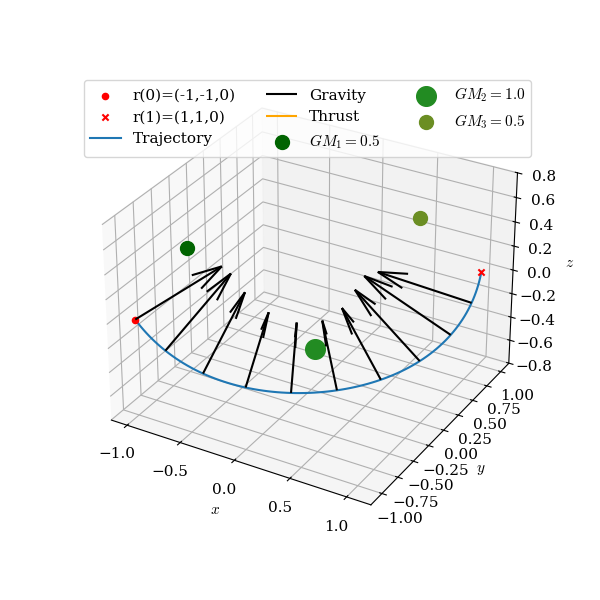 r(0)=(-1,-1,0)
r(1)=(1,1,0)
Trajectory
Gravity
Thrust
GM₁ = 0.5
GM₂ = 1.0
GM₃ = 0.5
0.8
0.6
0.4
0.2
0.0
−0.2
−0.4
−0.6
−0.8
z
1.00
0.75
0.50
0.25
0.00
−0.25
−0.50
−0.75
−1.00
y
−1.0
−0.5
0.0
0.5
1.0
x